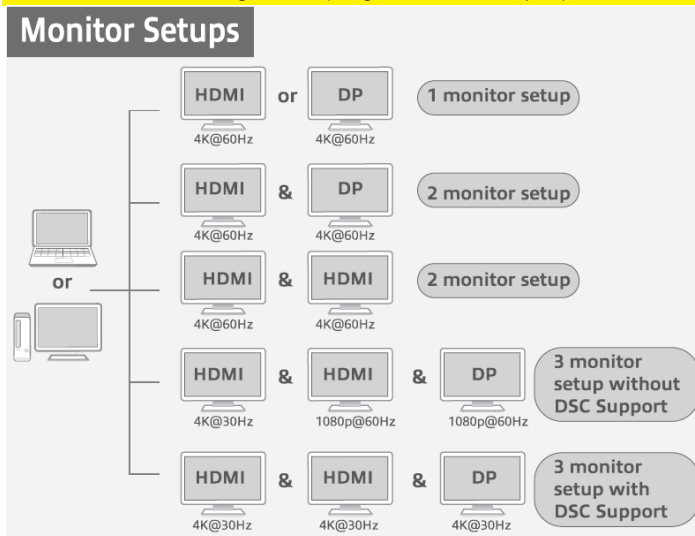 Monitor Setups
HDMI or DP 1 monitor setup
4K@60Hz 4K@60Hz
HDMI & DP 2 monitor setup
4K@60Hz 4K@60Hz
or
HDMI & HDMI 2 monitor setup
4K@60Hz 4K@60Hz
HDMI & HDMI & DP
4K@30Hz 1080p@60Hz 1080p@60Hz
3 monitor
setup without
DSC Support
HDMI & HDMI & DP
4K@30Hz 4K@30Hz 4K@30Hz
3 monitor
setup with
DSC Support